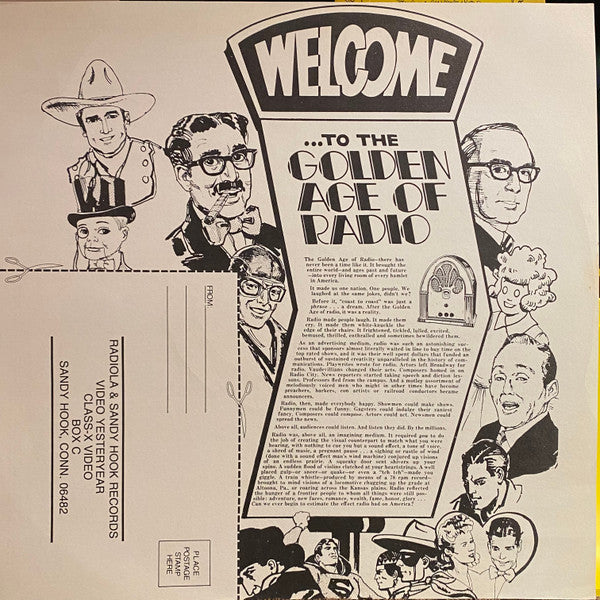 WELCOME
...TO THE
GOLDEN
AGE OF
RADIO
The Golden Age of Radio--there has
never been a time like it. It brought the
entire world--and ages past and future
--into every living room of every hamlet
in America.
It made us one nation. One people. We
laughed at the same jokes, didn't we?
Before it, "coast to coast" was just a
phrase . . . a dream. After the Golden
Age of radio, it was a reality.
Radio made people laugh. It made them
cry. It made them white-knuckle the
edge of their chairs. It frightened, tickled, lulled, excited,
bemused, thrilled, enthralled and sometimes bewildered them.
As an advertising medium, radio was such an astonishing suc-
cess that sponsors almost literally waited in line to buy time on the
top rated shows, and it was their well spent dollars that funded an
outburst of sustained creativity unparalleled in the history of com-
munications. Playwrites wrote for radio. Actors left Broadway for
radio. Vaudevillians changed their acts. Composers homed in on
Radio City. News reporters started taking speech and diction les-
sons. Professors fled from the campus. And a motley assortment of
melodiously voiced men who might in other times have become
preachers, barkers, con artists or railroad conductors became
announcers.
Radio, then, made everybody happy. Showmen could make shows.
Funnymen could be funny. Gagsters could indulge their zaniest
fancy. Composers could compose. Actors could act. Newsmen could
spread the news.
Above all, audiences could listen. And listen they did. By the millions.
Radio was, above all, an imagining medium. It required you to do
the job of creating the visual counterpart to match what you were
hearing, with nothing to cue you but a sound effect, a tone of voice,
a shred of music, a pregnant pause . . . a sighing or rustle of wind
(done with a sound effect man's wind machine) conjured up visions
of an endless prairie. A squeaky door sent shivers up your
spine. A sudden flood of violins clutched at your heartstrings. A well
placed gulp--or sneer--or quake--or even a "tch tch"--made you
giggle. A train whistle--produced by means of a 78 rpm record--
brought to mind visions of a locomotive chugging up the grade at
Altoona, Pa., or roaring across the Kansas plains. Radio reflected
the hunger of a frontier people to whom all things were still pos-
sible: adventure, new faces, romance, wealth, fame, honor, glory . . .
Can we ever begin to estimate the effect radio had on America?
FROM
RADIOLA & SANDY HOOK RECORDS
VIDEO YESTERYEAR
CLASS-X VIDEO
BOX C
SANDY HOOK, CONN. 06482
PLACE
POSTAGE
STAMP
HERE